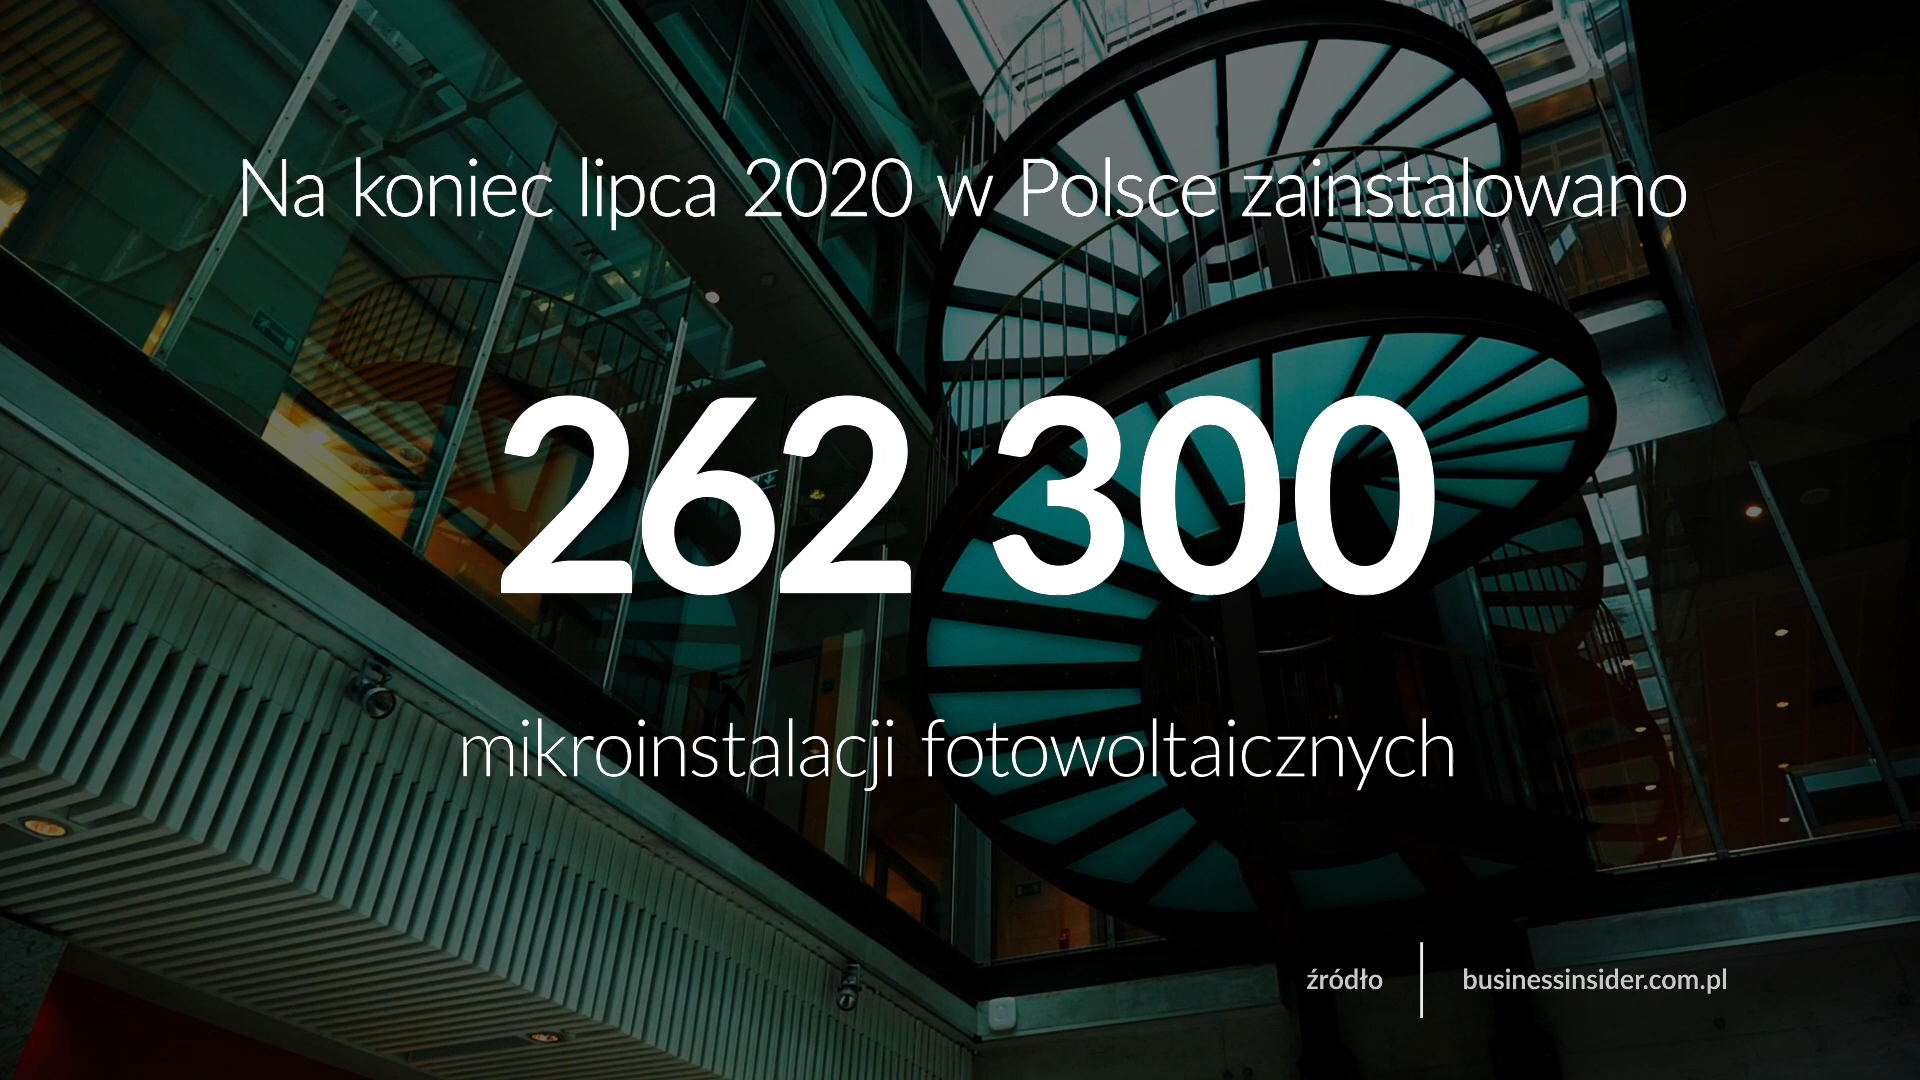 Na koniec lipca 2020 w Polsce zainstalowano
262 300
mikroinstalacji fotowoltaicznych
źródło
businessinsider.com.pl